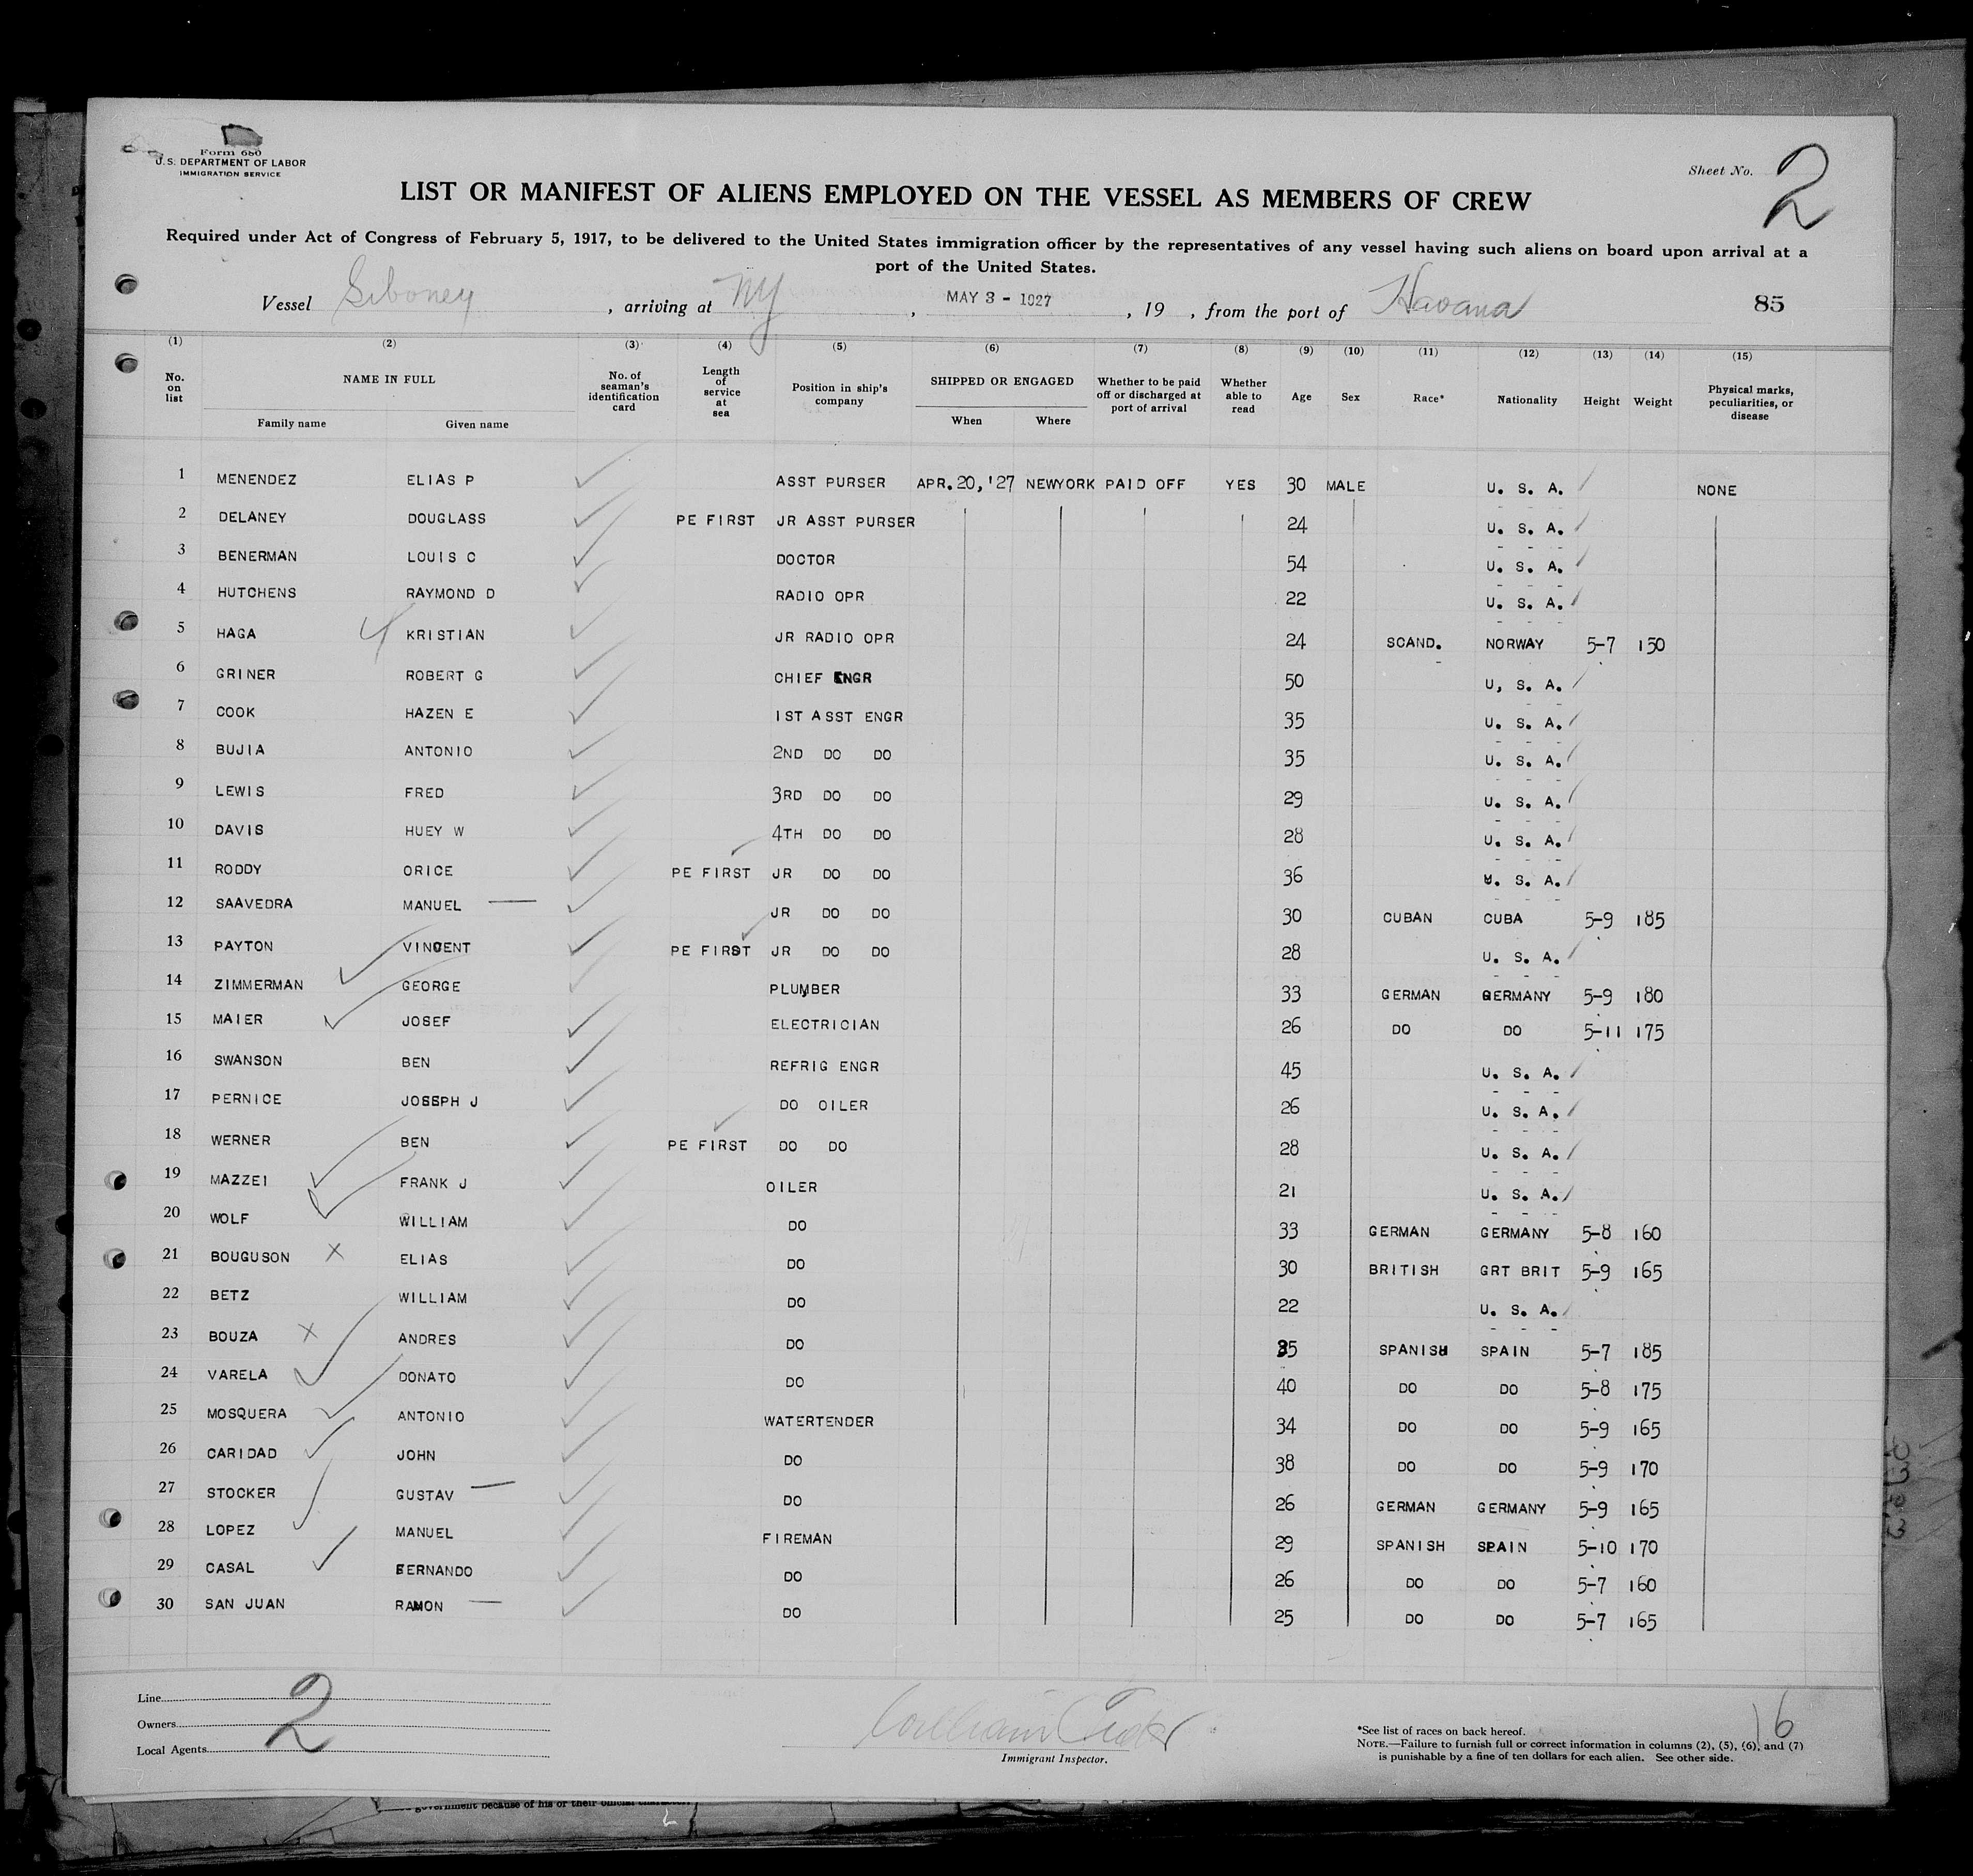 Form 680
U.S. DEPARTMENT OF LABOR
IMMIGRATION SERVICE
Sheet No. 2
LIST OR MANIFEST OF ALIENS EMPLOYED ON THE VESSEL AS MEMBERS OF CREW
Required under Act of Congress of February 5, 1917, to be delivered to the United States immigration officer by the representatives of any vessel having such aliens on board upon arrival at a
port of the United States.
Vessel Siboney, arriving at NY, MAY 3 - 1927, 19 , from the port of Havana 85
(1) (2) (3) (4) (5) (6) (7) (8) (9) (10) (11) (12) (13) (14) (15)
No. on list NAME IN FULL Family name Given name No. of seaman's identification card Length of service at sea Position in ship's company SHIPPED OR ENGAGED When Where Whether to be paid off or discharged at port of arrival Whether able to read Age Sex Race* Nationality Height Weight Physical marks, peculiarities, or disease
1 MENENDEZ ELIAS P ASST PURSER APR.20,'27 NEWYORK PAID OFF YES 30 MALE U. S. A. NONE
2 DELANEY DOUGLASS PE FIRST JR ASST PURSER 24 U. S. A.
3 BENERMAN LOUIS C DOCTOR 54 U. S. A.
4 HUTCHENS RAYMOND D RADIO OPR 22 U. S. A.
5 HAGA KRISTIAN JR RADIO OPR 24 SCAND. NORWAY 5-7 150
6 GRINER ROBERT G CHIEF ENGR 50 U, S. A.
7 COOK HAZEN E 1ST ASST ENGR 35 U. S. A.
8 BUJIA ANTONIO 2ND DO DO 35 U. S. A.
9 LEWIS FRED 3RD DO DO 29 U. S. A.
10 DAVIS HUEY W 4TH DO DO 28 U. S. A.
11 RODDY ORICE PE FIRST JR DO DO 36 U. S. A.
12 SAAVEDRA MANUEL JR DO DO 30 CUBAN CUBA 5-9 185
13 PAYTON VINCENT PE FIRST JR DO DO 28 U. S. A.
14 ZIMMERMAN GEORGE PLUMBER 33 GERMAN GERMANY 5-9 180
15 MAIER JOSEF ELECTRICIAN 26 DO DO 5-11 175
16 SWANSON BEN REFRIG ENGR 45 U. S. A.
17 PERNICE JOSEPH J DO OILER 26 U. S. A.
18 WERNER BEN PE FIRST DO DO 28 U. S. A.
19 MAZZEI FRANK J OILER 21 U. S. A.
20 WOLF WILLIAM DO 33 GERMAN GERMANY 5-8 160
21 BOUGUSON X ELIAS DO 30 BRITISH GRT BRIT 5-9 165
22 BETZ WILLIAM DO 22 U. S. A.
23 BOUZA X ANDRES DO 35 SPANISH SPAIN 5-7 185
24 VARELA DONATO DO 40 DO DO 5-8 175
25 MOSQUERA ANTONIO WATERTENDER 34 DO DO 5-9 165
26 CARIDAD JOHN DO 38 DO DO 5-9 170
27 STOCKER GUSTAV DO 26 GERMAN GERMANY 5-9 165
28 LOPEZ MANUEL FIREMAN 29 SPANISH SPAIN 5-10 170
29 CASAL FERNANDO DO 26 DO DO 5-7 160
30 SAN JUAN RAMON DO 25 DO DO 5-7 165
Line
Owners 2
Local Agents
William
Immigrant Inspector.
16
*See list of races on back hereof.
NOTE.—Failure to furnish full or correct information in columns (2), (5), (6), and (7)
is punishable by a fine of ten dollars for each alien. See other side.
government because of his or their official